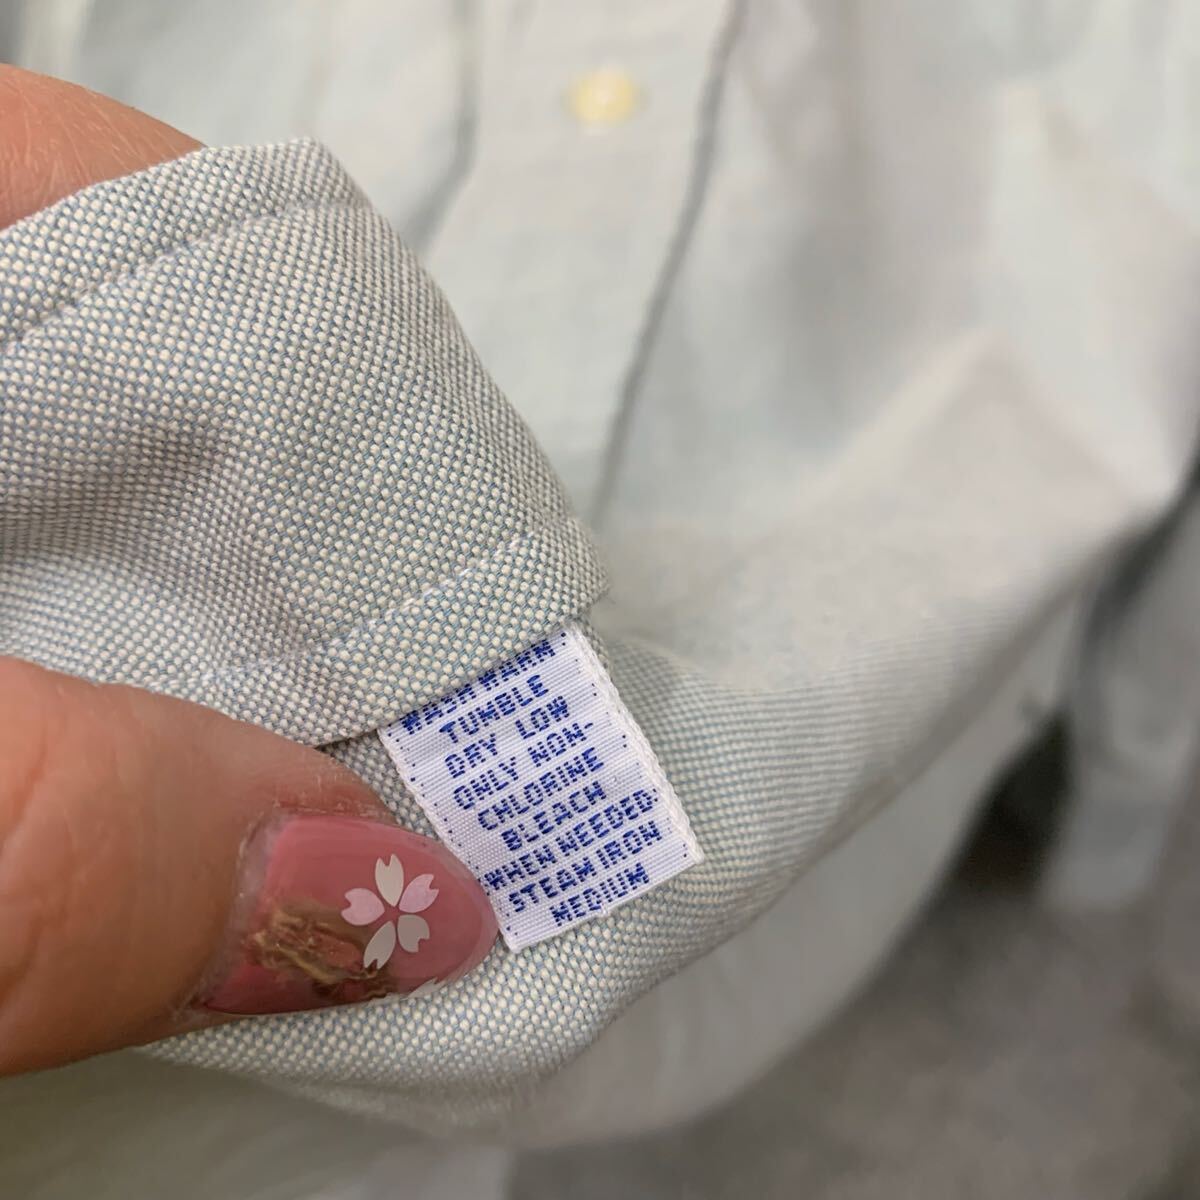 WASH WARM
TUMBLE
DRY LOW
ONLY NON-
CHLORINE
BLEACH
WHEN NEEDED.
STEAM IRON
MEDIUM